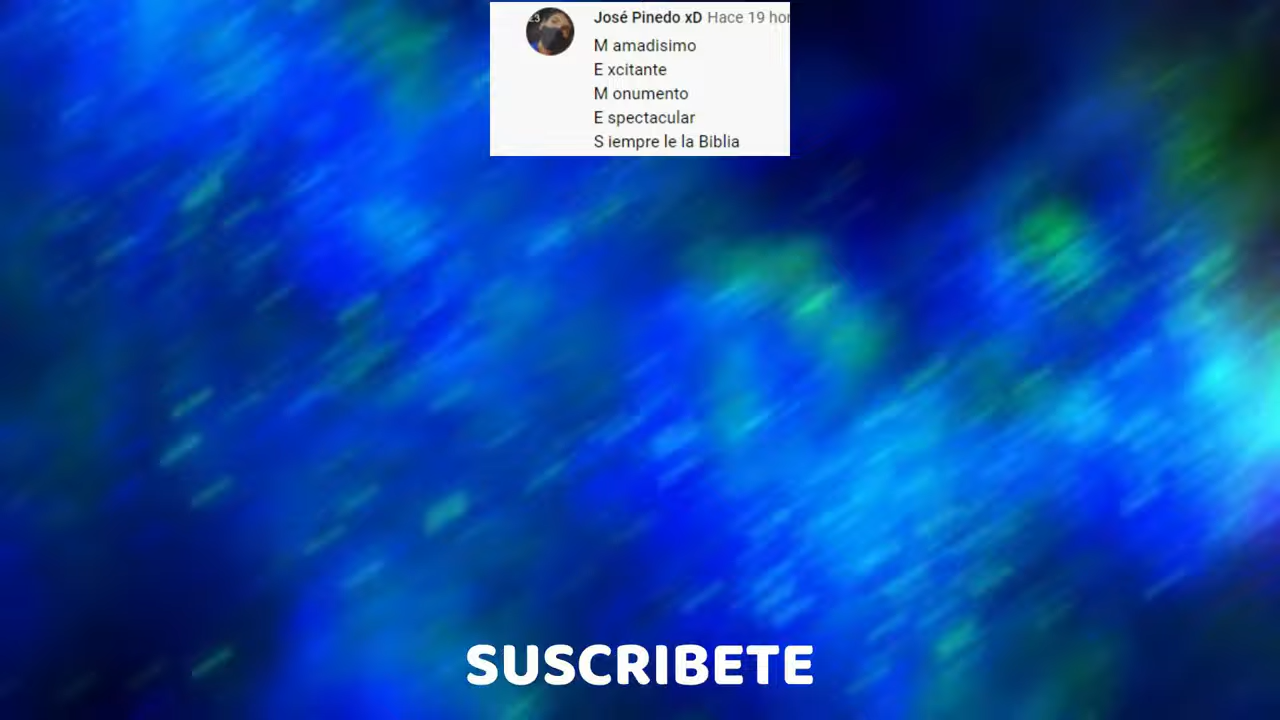 José Pinedo xD Hace 19 hor
M amadisimo
E xcitante
M onumento
E spectacular
S iempre le la Biblia
SUSCRIBETE